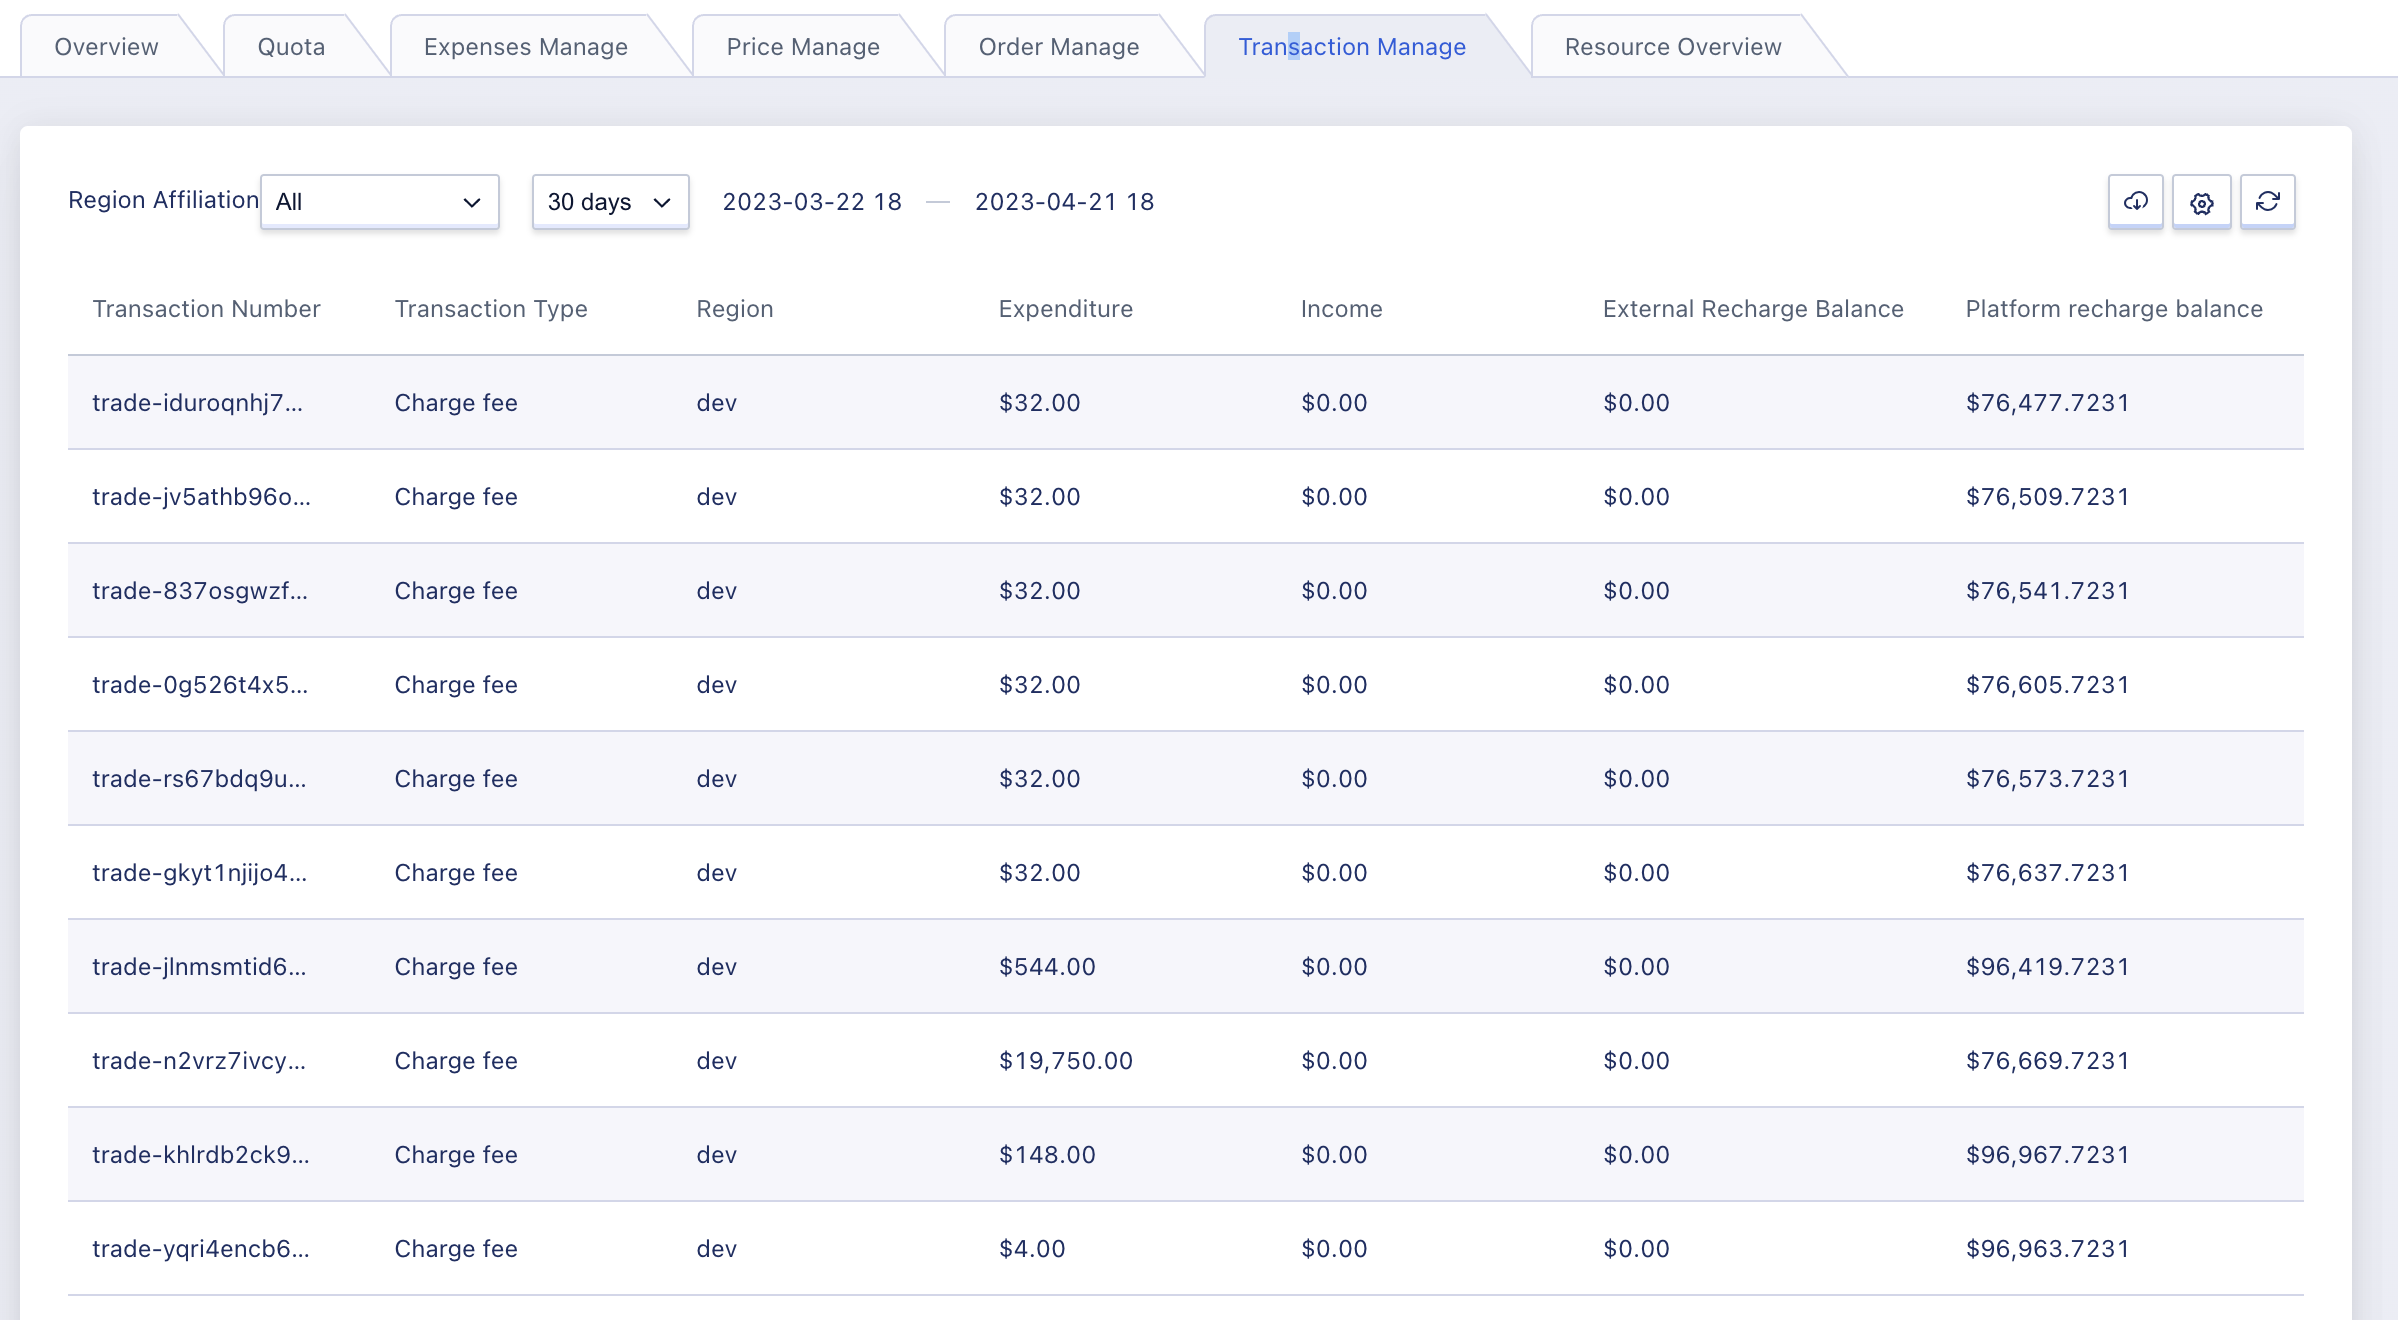 Overview Quota Expenses Manage Price Manage Order Manage Transaction Manage Resource Overview
Region Affiliation All 30 days 2023-03-22 18 — 2023-04-21 18
Transaction Number Transaction Type Region Expenditure Income External Recharge Balance Platform recharge balance
trade-iduroqnhj7... Charge fee dev $32.00 $0.00 $0.00 $76,477.7231
trade-jv5athb96o... Charge fee dev $32.00 $0.00 $0.00 $76,509.7231
trade-837osgwzf... Charge fee dev $32.00 $0.00 $0.00 $76,541.7231
trade-0g526t4x5... Charge fee dev $32.00 $0.00 $0.00 $76,605.7231
trade-rs67bdq9u... Charge fee dev $32.00 $0.00 $0.00 $76,573.7231
trade-gkyt1njijo4... Charge fee dev $32.00 $0.00 $0.00 $76,637.7231
trade-jlnmsmtid6... Charge fee dev $544.00 $0.00 $0.00 $96,419.7231
trade-n2vrz7ivcy... Charge fee dev $19,750.00 $0.00 $0.00 $76,669.7231
trade-khlrdb2ck9... Charge fee dev $148.00 $0.00 $0.00 $96,967.7231
trade-yqri4encb6... Charge fee dev $4.00 $0.00 $0.00 $96,963.7231